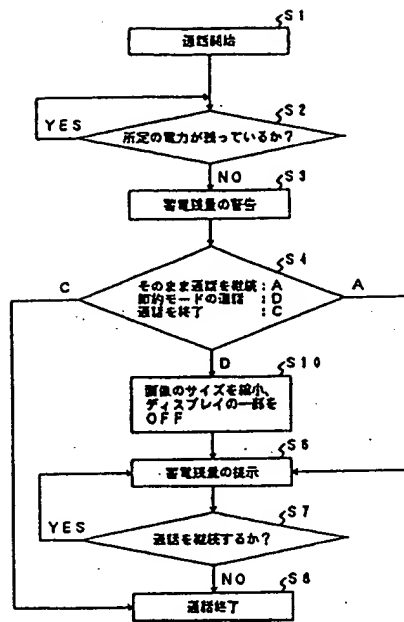 S1
通話開始
S2
YES
所定の電力が残っているか?
NO
S3
蓄電残量の警告
S4
C
そのまま通話を継続:A
A
節約モードの通話:D
通話を終了:C
D
S10
画像のサイズを縮小、
ディスプレイの一部を
OFF
S6
蓄電残量の提示
S7
YES
通話を継続するか?
NO
S8
通話終了